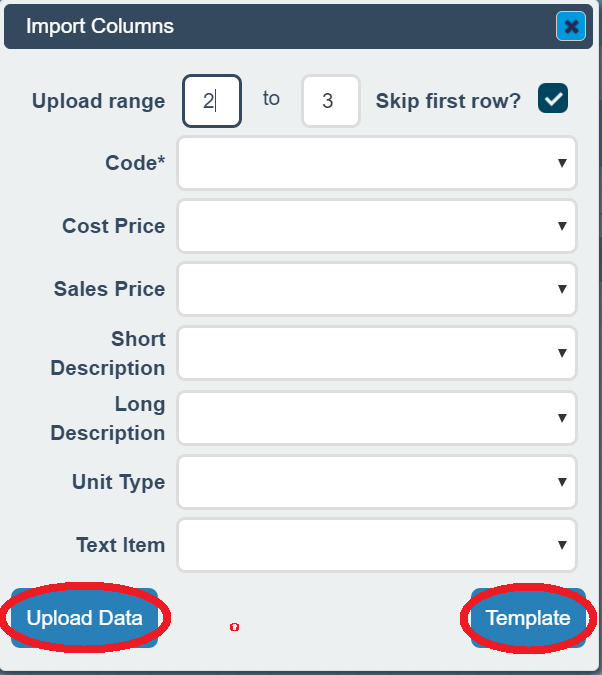 Import Columns
Upload range 2 to 3 Skip first row?
Code*
Cost Price
Sales Price
Short
Description
Long
Description
Unit Type
Text Item
Upload Data Template